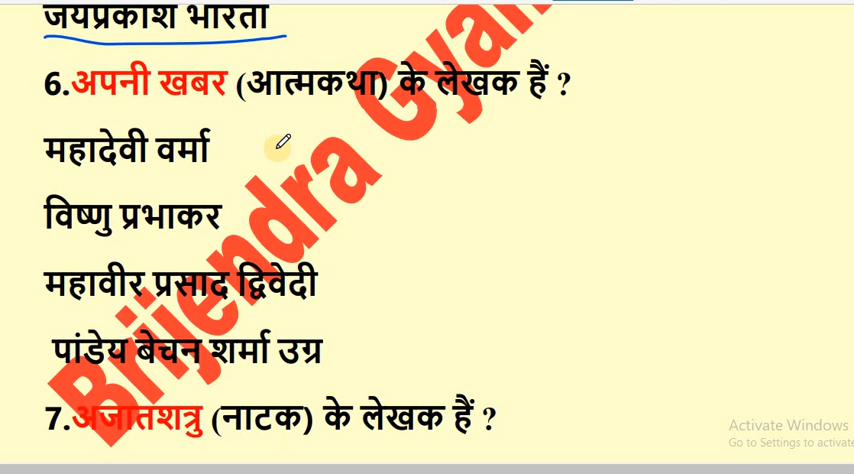 जयप्रकाश भारती
6.अपनी खबर (आत्मकथा) के लेखक हैं ?
महादेवी वर्मा
विष्णु प्रभाकर
महावीर प्रसाद द्विवेदी
पांडेय बेचन शर्मा उग्र
7.अजातशत्रु (नाटक) के लेखक हैं ?
Brijendra Gyan
Activate Windows
Go to Settings to activate